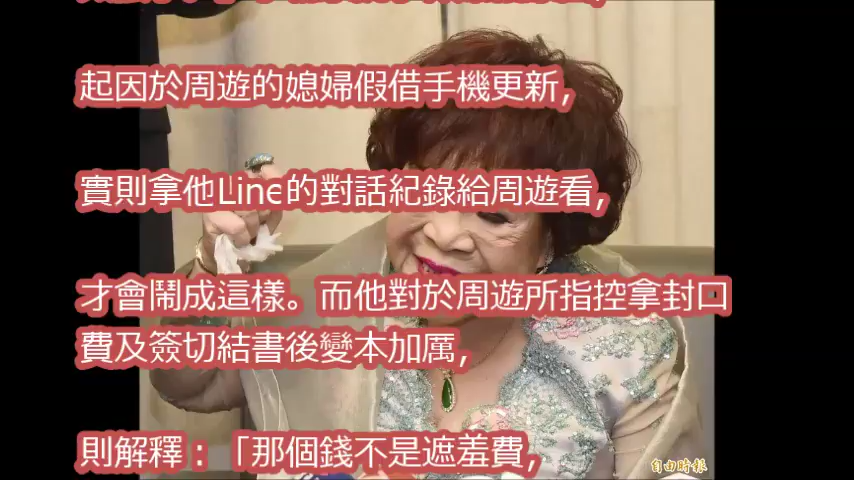 起因於周遊的媳婦假借手機更新，
實則拿他Line的對話紀錄給周遊看，
才會鬧成這樣。而他對於周遊所指控拿封口
費及簽切結書後變本加厲，
則解釋：「那個錢不是遮羞費，
自由時報